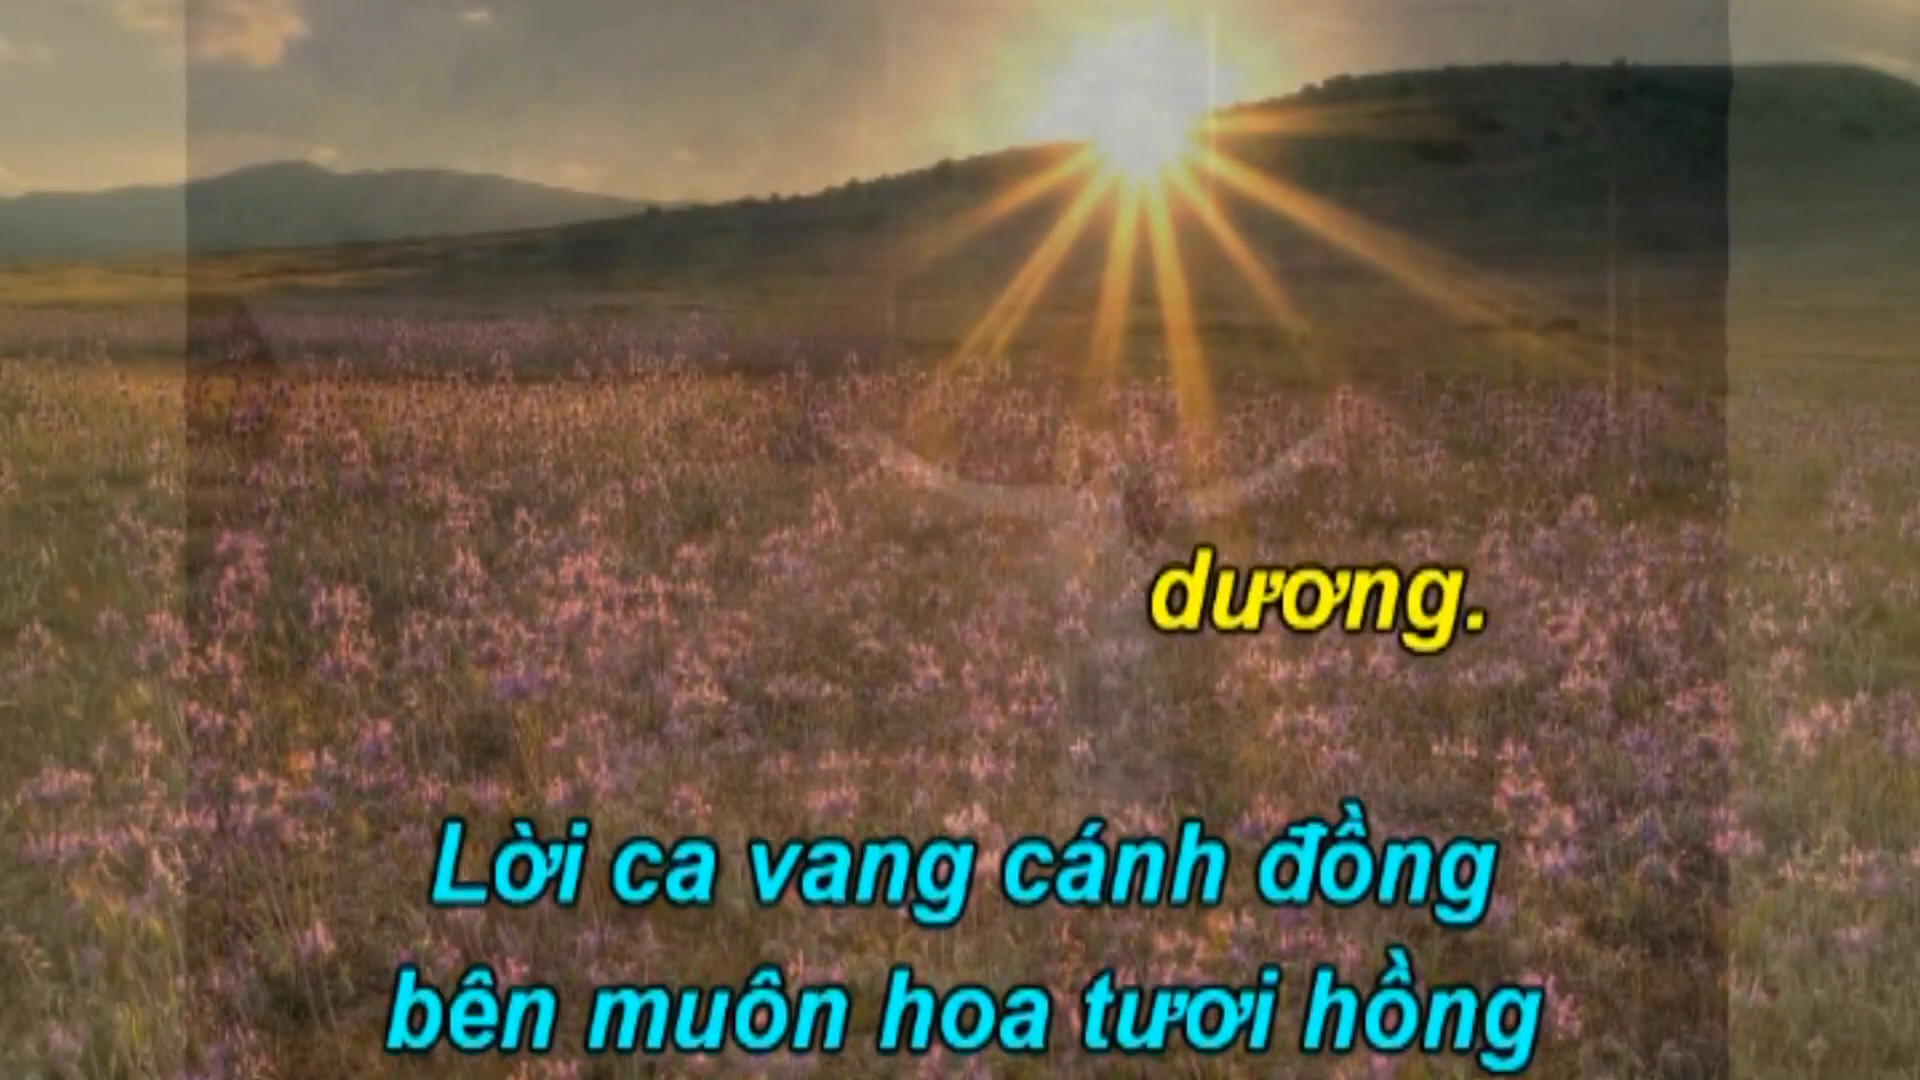 dương.
Lời ca vang cánh đồng
bên muôn hoa tươi hồng